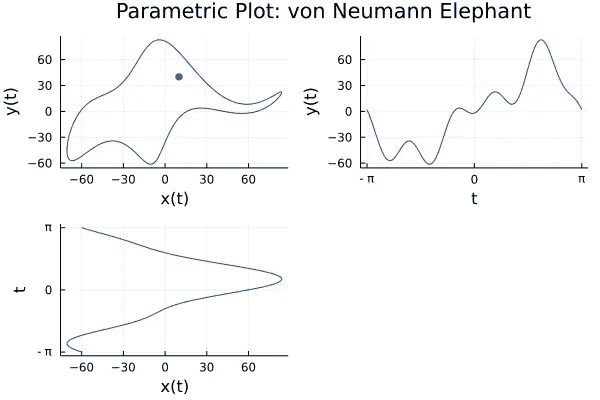 Parametric Plot: von Neumann Elephant
y(t)
60
30
0
−30
−60
−60 −30 0 30 60
x(t)
y(t)
60
30
0
−30
−60
- π 0 π
t
t
π
0
- π
−60 −30 0 30 60
x(t)